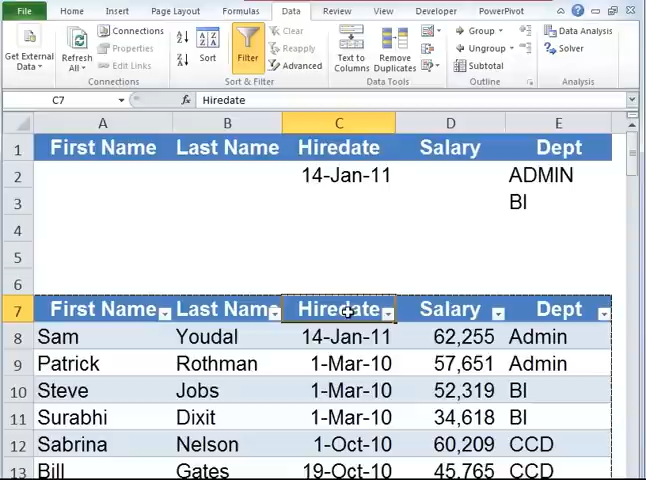 File Home Insert Page Layout Formulas Data Review View Developer PowerPivot
Get External Data
Refresh All
Connections
Properties
Edit Links
Connections
Sort
Filter
Clear
Reapply
Advanced
Sort & Filter
Text to Columns
Remove Duplicates
Data Tools
Group
Ungroup
Subtotal
Outline
Data Analysis
Solver
Analysis
C7 fx Hiredate
A B C D E
1 First Name Last Name Hiredate Salary Dept
2 14-Jan-11 ADMIN
3 BI
4
5
6
7 First Name Last Name Hiredate Salary Dept
8 Sam Youdal 14-Jan-11 62,255 Admin
9 Patrick Rothman 1-Mar-10 57,651 Admin
10 Steve Jobs 1-Mar-10 52,319 BI
11 Surabhi Dixit 1-Mar-10 34,618 BI
12 Sabrina Nelson 1-Oct-10 60,209 CCD
13 Bill Gates 19-Oct-10 45,765 CCD